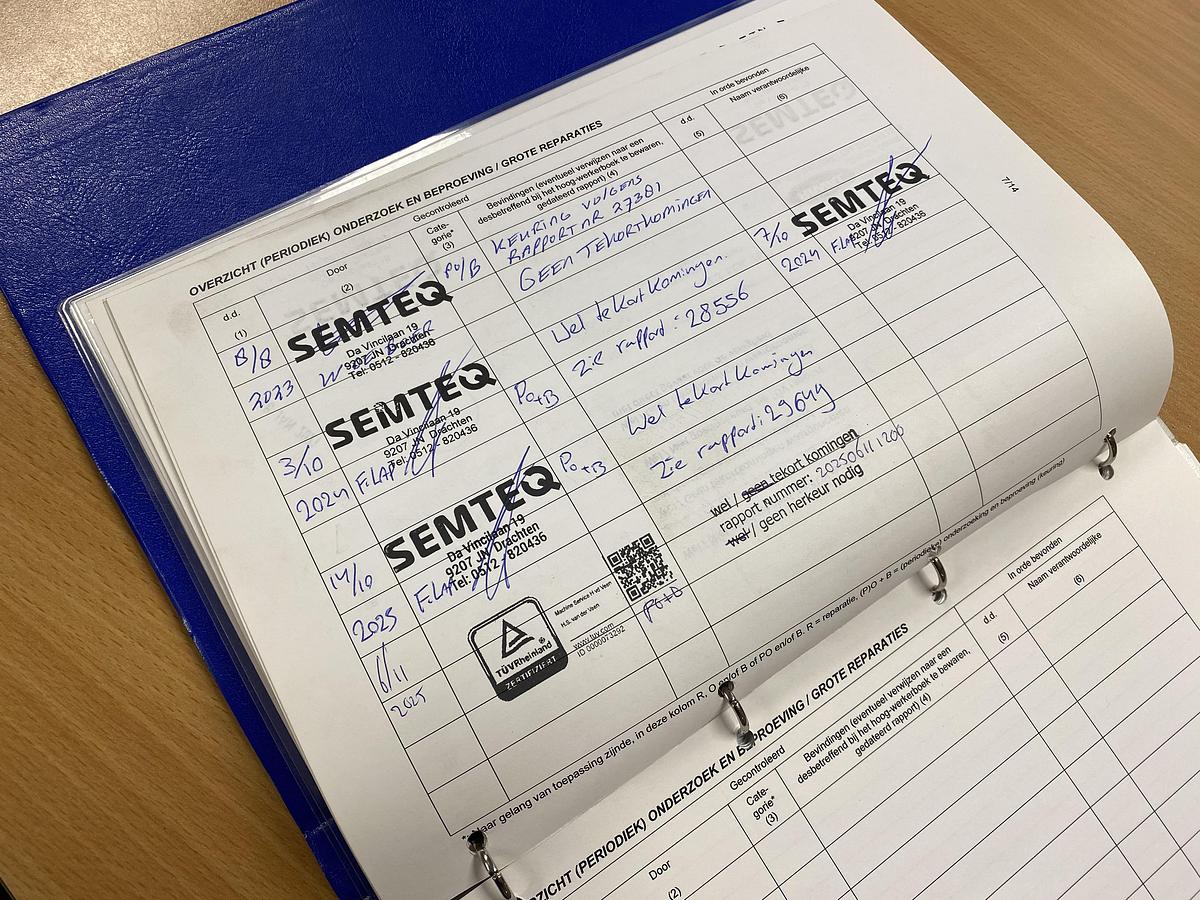 OVERZICHT (PERIODIEK) ONDERZOEK EN BEPROEVING / GROTE REPARATIES
Gecontroleerd
In orde bevonden
d.d.
(1)
Door
(2)
Cate-
gorie*
(3)
Bevindingen (eventueel verwijzen naar een
desbetreffend bij het hoog-werkerboek te bewaren,
gedateerd rapport) (4)
d.d.
(5)
Naam verantwoordelijke
(6)
8/8
2023
SEMTEQ
Da Vincilaan 19
9207 JN Drachten
Tel: 0512 - 820436
PO/B
KEURING VOLGENS
RAPPORT NR 27381
GEEN TEKORTKOMINGEN
3/10
2024
SEMTEQ
Da Vincilaan 19
9207 JN Drachten
Tel: 0512 - 820436
F.LAP
PO+B
Wel tekortkomingen.
Zie rapport: 28556
7/10
2024
SEMTEQ
Da Vincilaan 19
9207 JN Drachten
Tel: 0512 - 820436
F.LAP
14/10
2025
SEMTEQ
Da Vincilaan 19
9207 JN Drachten
Tel: 0512 - 820436
F.LAP
PO+B
Wel tekortkomingen
Zie rapport: 29649
6/11
2025
TÜVRheinland
ZERTIFIZIERT
Machine Service H vd Veen
H.S. van der Veen
www.tuv.com
ID 0000073292
PO+B
wel / geen tekort komingen
rapport nummer: 202506111200
wel / geen herkeur nodig
7/14
* Naar gelang van toepassing zijnde, in deze kolom R, O en/of B of PO en/of B. R = reparatie, (P)O + B = (periodieke) onderzoeking en beproeving (keuring)
OVERZICHT (PERIODIEK) ONDERZOEK EN BEPROEVING / GROTE REPARATIES
Gecontroleerd
In orde bevonden
Door
(2)
Cate-
gorie*
(3)
Bevindingen (eventueel verwijzen naar een
desbetreffend bij het hoog-werkerboek te bewaren,
gedateerd rapport) (4)
d.d.
(5)
Naam verantwoordelijke
(6)